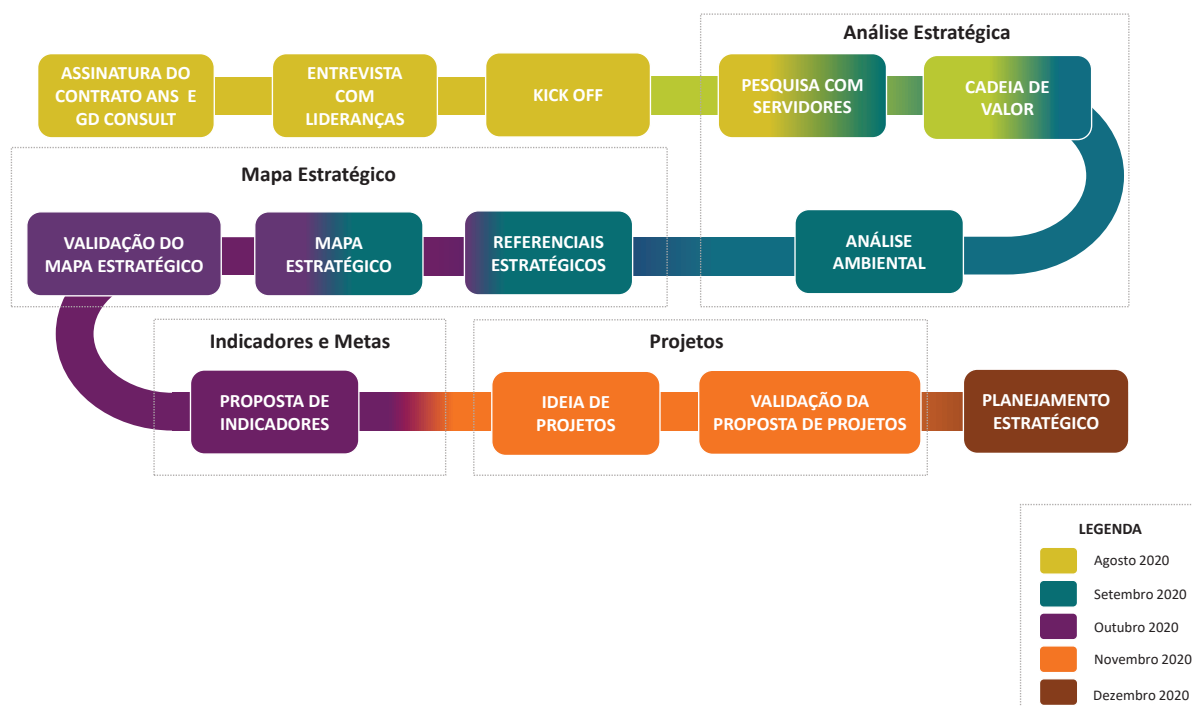 Análise Estratégica
ASSINATURA DO
CONTRATO ANS E
GD CONSULT
ENTREVISTA
COM
LIDERANÇAS
KICK OFF
PESQUISA COM
SERVIDORES
CADEIA DE
VALOR
Mapa Estratégico
VALIDAÇÃO DO
MAPA ESTRATÉGICO
MAPA
ESTRATÉGICO
REFERENCIAIS
ESTRATÉGICOS
ANÁLISE
AMBIENTAL
Indicadores e Metas
Projetos
PROPOSTA DE
INDICADORES
IDEIA DE
PROJETOS
VALIDAÇÃO DA
PROPOSTA DE PROJETOS
PLANEJAMENTO
ESTRATÉGICO
LEGENDA
Agosto 2020
Setembro 2020
Outubro 2020
Novembro 2020
Dezembro 2020